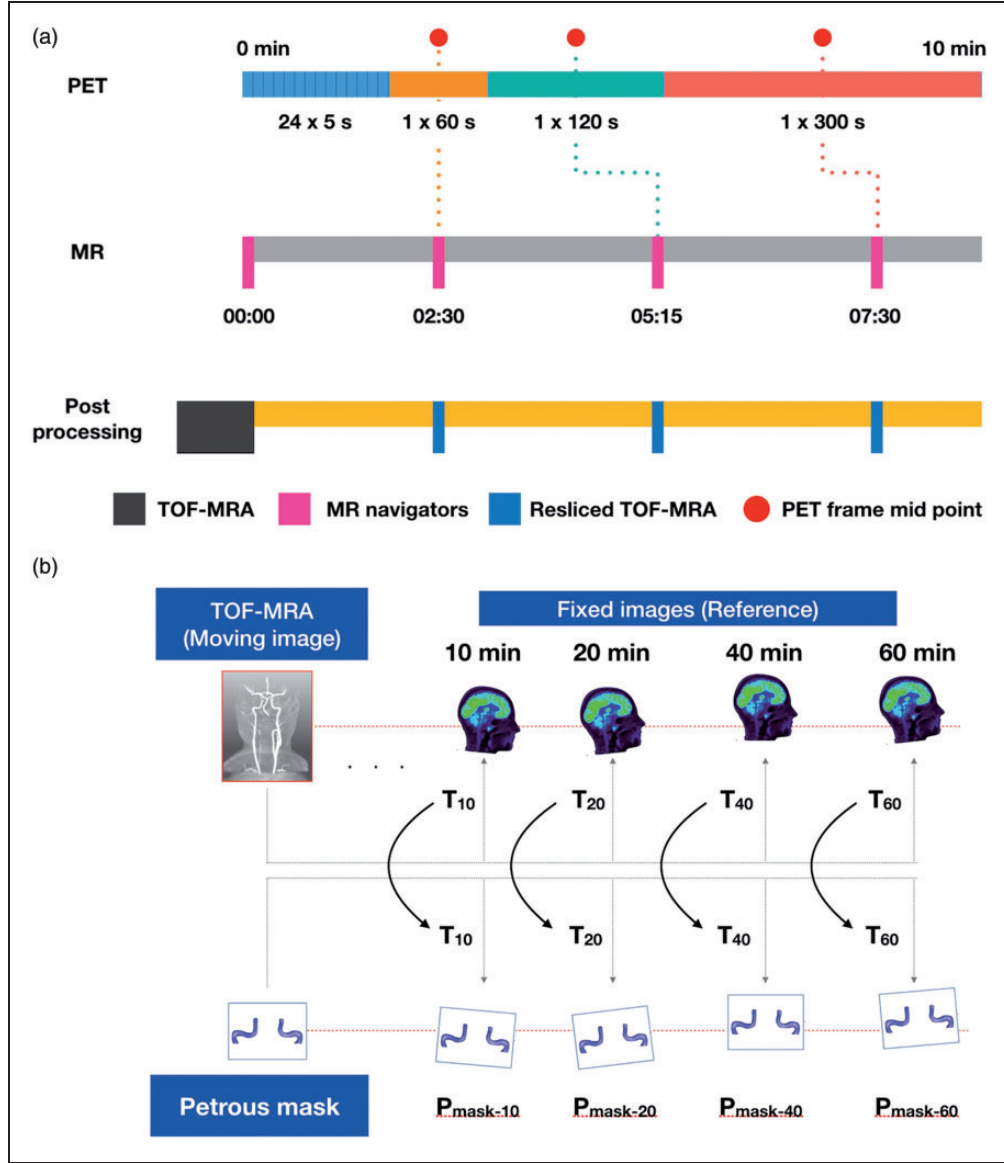 (a)
0 min
10 min
PET
24 x 5 s
1 x 60 s
1 x 120 s
1 x 300 s
MR
00:00
02:30
05:15
07:30
Post
processing
TOF-MRA
MR navigators
Resliced TOF-MRA
PET frame mid point
(b)
TOF-MRA
(Moving image)
Fixed images (Reference)
10 min
20 min
40 min
60 min
. . .
T10
T20
T40
T60
T10
T20
T40
T60
Petrous mask
Pmask-10
Pmask-20
Pmask-40
Pmask-60